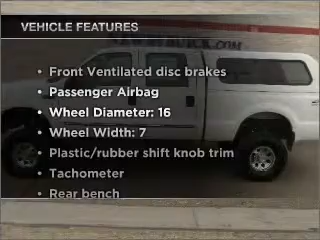 VEHICLE FEATURES
• Front Ventilated disc brakes
• Passenger Airbag
• Wheel Diameter: 16
• Wheel Width: 7
• Plastic/rubber shift knob trim
• Tachometer
• Rear bench